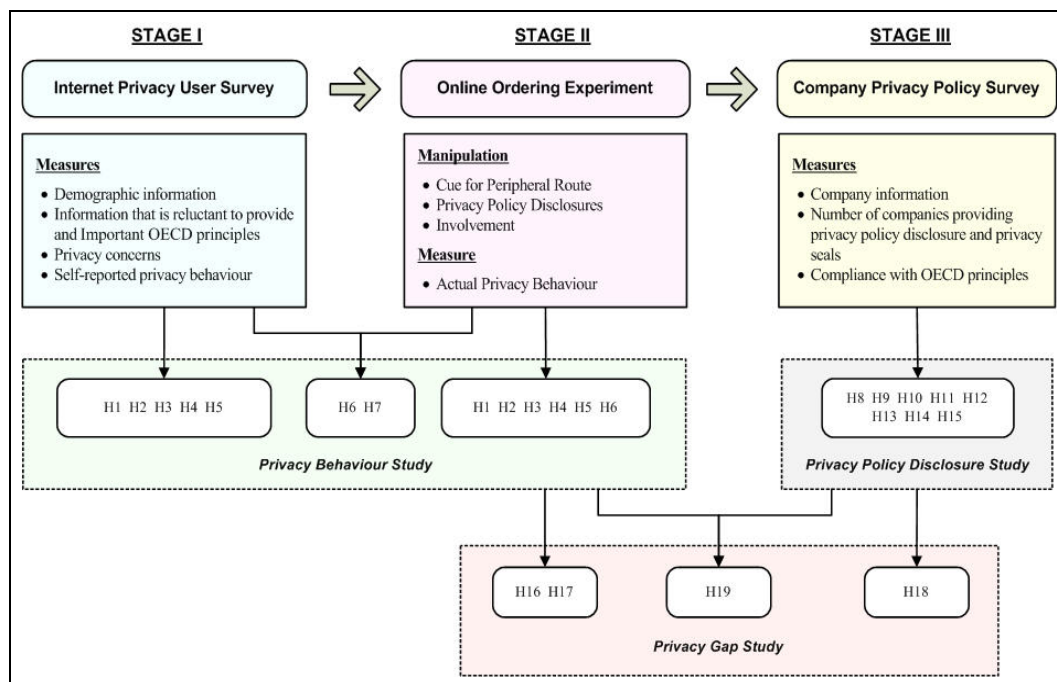 STAGE I
STAGE II
STAGE III
Internet Privacy User Survey
Online Ordering Experiment
Company Privacy Policy Survey
Measures
• Demographic information
• Information that is reluctant to provide
and Important OECD principles
• Privacy concerns
• Self-reported privacy behaviour
Manipulation
• Cue for Peripheral Route
• Privacy Policy Disclosures
• Involvement
Measure
• Actual Privacy Behaviour
Measures
• Company information
• Number of companies providing
privacy policy disclosure and privacy
seals
• Compliance with OECD principles
H1 H2 H3 H4 H5
H6 H7
H1 H2 H3 H4 H5 H6
Privacy Behaviour Study
H8 H9 H10 H11 H12
H13 H14 H15
Privacy Policy Disclosure Study
H16 H17
H19
H18
Privacy Gap Study